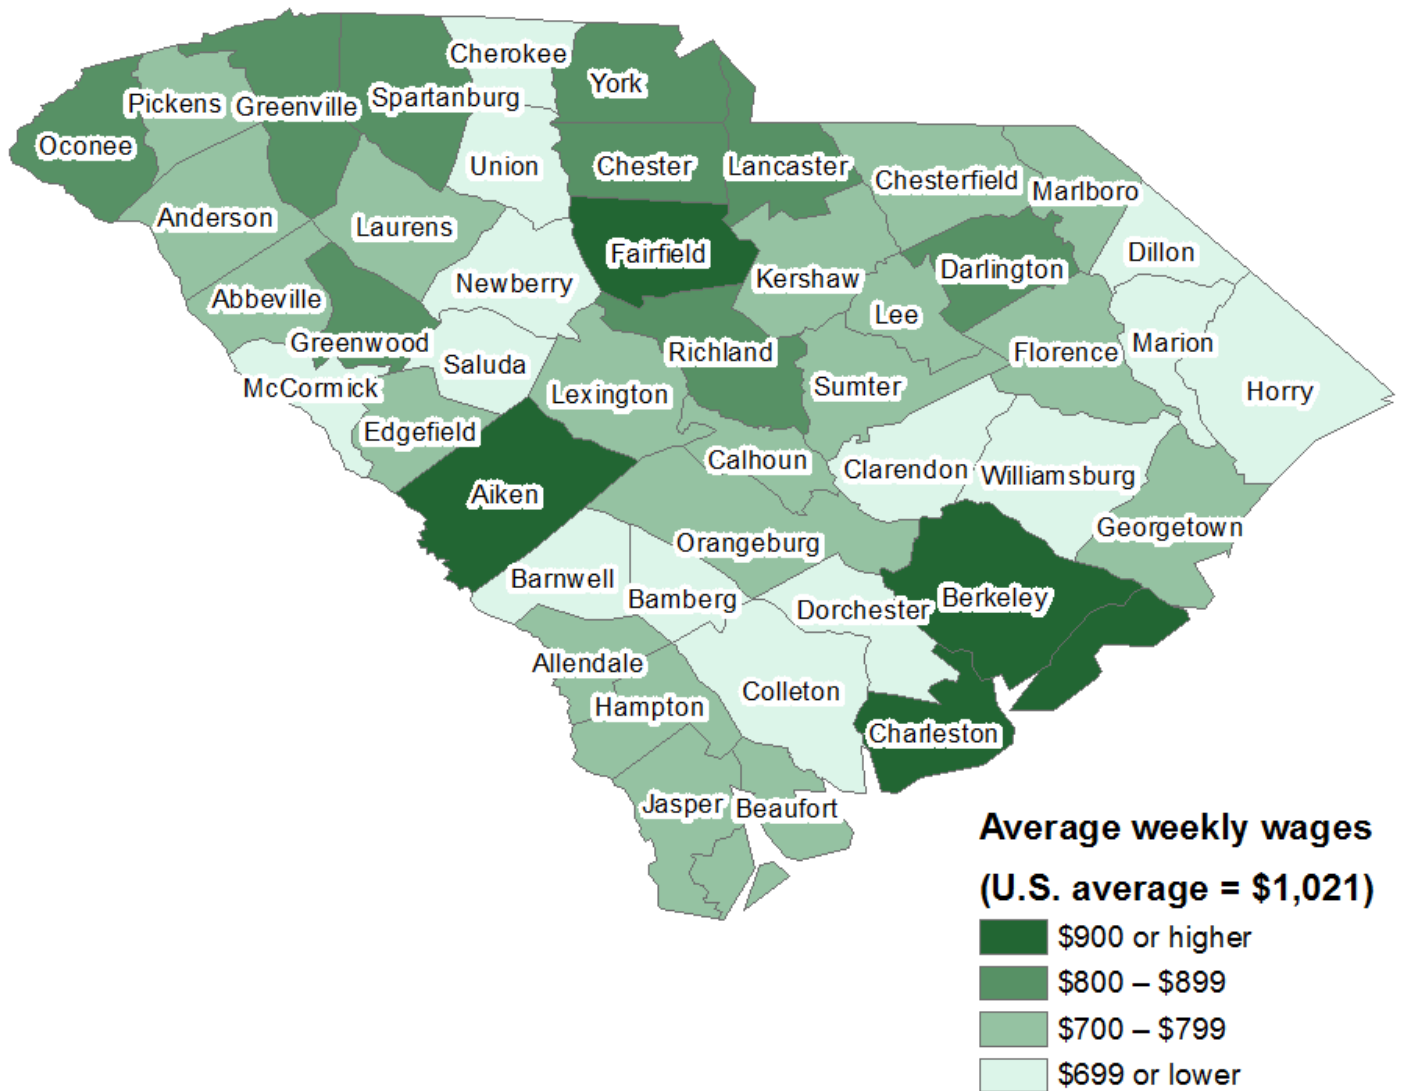 Cherokee
York
Pickens
Greenville
Spartanburg
Oconee
Union
Chester
Lancaster
Chesterfield
Marlboro
Anderson
Laurens
Fairfield
Dillon
Kershaw
Darlington
Abbeville
Newberry
Lee
Greenwood
Richland
Florence
Marion
Saluda
McCormick
Lexington
Sumter
Horry
Edgefield
Calhoun
Clarendon
Williamsburg
Aiken
Georgetown
Orangeburg
Barnwell
Bamberg
Dorchester
Berkeley
Allendale
Colleton
Hampton
Charleston
Jasper
Beaufort
Average weekly wages
(U.S. average = $1,021)
$900 or higher
$800 – $899
$700 – $799
$699 or lower